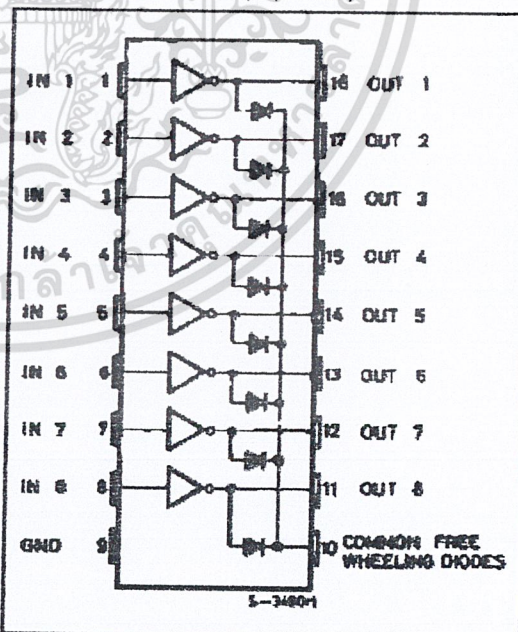 IN 1 1 18 OUT 1
IN 2 2 17 OUT 2
IN 3 3 16 OUT 3
IN 4 4 15 OUT 4
IN 5 5 14 OUT 5
IN 6 6 13 OUT 6
IN 7 7 12 OUT 7
IN 8 8 11 OUT 8
GND 9 10 COMMON FREE
WHEELING DIODES